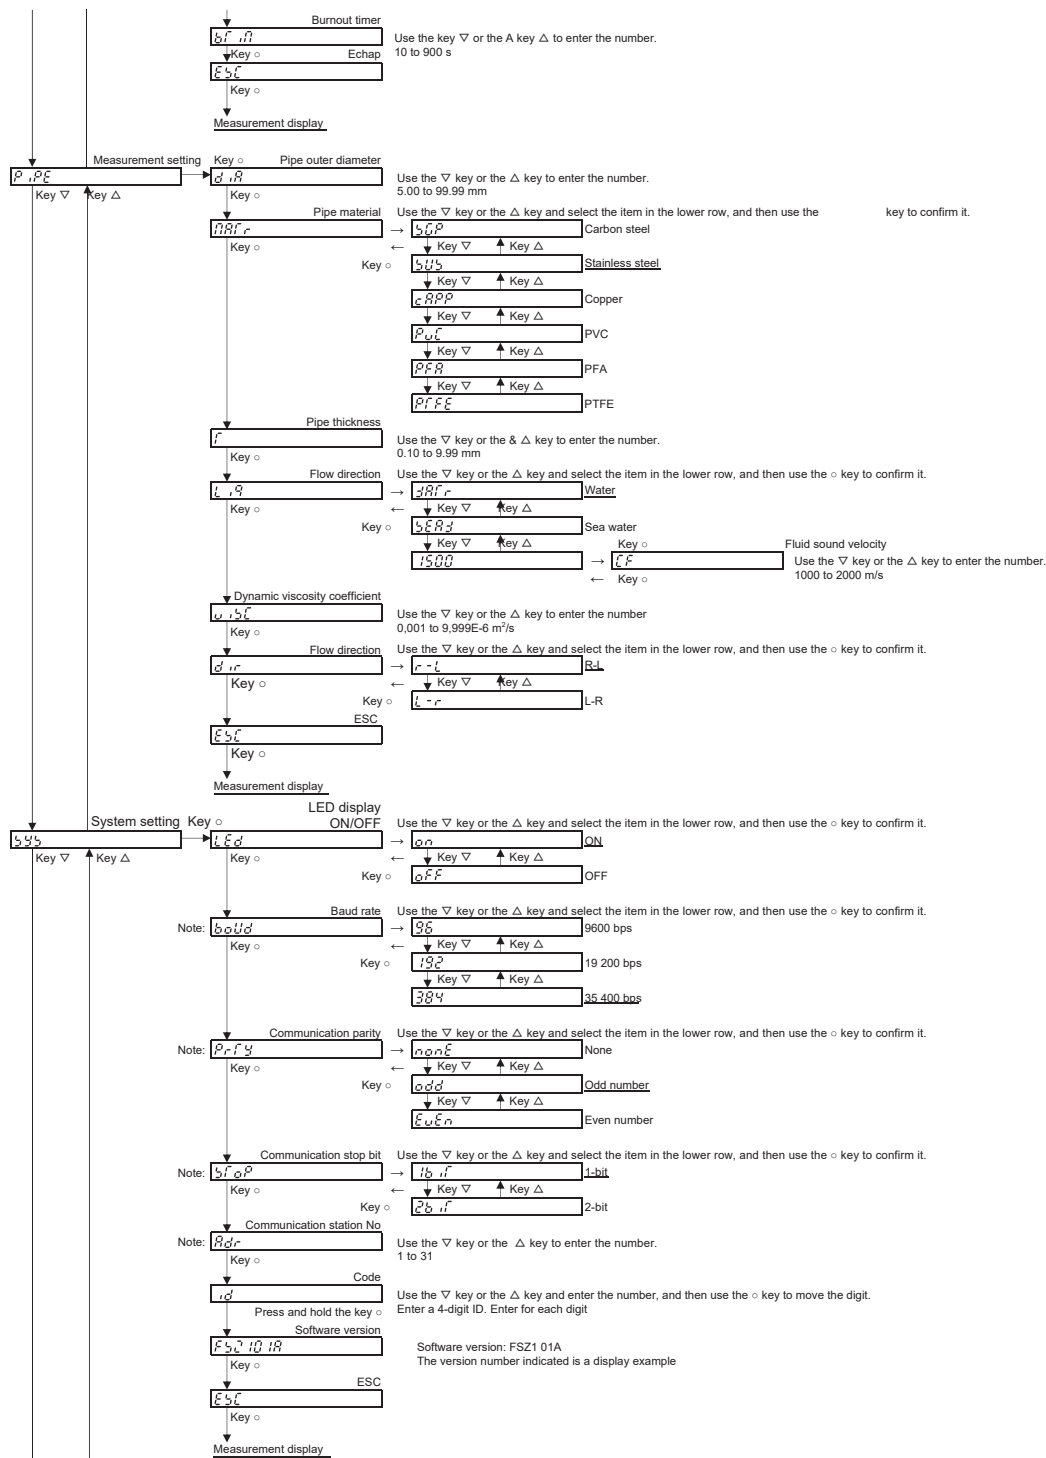 Burnout timer
bTiM
Use the key ▽ or the A key △ to enter the number.
10 to 900 s
Key ○ Echap
ESC
Key ○
Measurement display
Measurement setting Key ○ Pipe outer diameter
PiPE diA
Use the ▽ key or the △ key to enter the number.
5.00 to 99.99 mm
Key ▽ Key △ Key ○
Pipe material Use the ▽ key or the △ key and select the item in the lower row, and then use the key to confirm it.
MATr → SGP Carbon steel
Key ○ ← Key ▽ Key △
Key ○ SUS Stainless steel
Key ▽ Key △
cAPP Copper
Key ▽ Key △
PvC PVC
Key ▽ Key △
PFA PFA
Key ▽ Key △
PTFE PTFE
Pipe thickness
T
Use the ▽ key or the & △ key to enter the number.
0.10 to 9.99 mm
Key ○
Flow direction Use the ▽ key or the △ key and select the item in the lower row, and then use the ○ key to confirm it.
Liq → WATr Water
Key ○ ← Key ▽ Key △
Key ○ SEAW Sea water
Key ▽ Key △ Key ○ Fluid sound velocity
1500 → CF
Use the ▽ key or the △ key to enter the number.
← Key ○ 1000 to 2000 m/s
Dynamic viscosity coefficient
viSC
Use the ▽ key or the △ key to enter the number
0,001 to 9,999E-6 m²/s
Key ○
Flow direction Use the ▽ key or the △ key and select the item in the lower row, and then use the ○ key to confirm it.
dir → r-L R-L
Key ○ ← Key ▽ Key △
Key ○ L-r L-R
ESC
ESC
Key ○
Measurement display
LED display
System setting Key ○ ON/OFF Use the ▽ key or the △ key and select the item in the lower row, and then use the ○ key to confirm it.
SYS LEd → on ON
Key ▽ Key △ Key ○ ← Key ▽ Key △
Key ○ oFF OFF
Baud rate Use the ▽ key or the △ key and select the item in the lower row, and then use the ○ key to confirm it.
Note: boUd → 96 9600 bps
Key ○ ← Key ▽ Key △
Key ○ 192 19 200 bps
Key ▽ Key △
384 35 400 bps
Communication parity Use the ▽ key or the △ key and select the item in the lower row, and then use the ○ key to confirm it.
Note: PrTY → nonE None
Key ○ ← Key ▽ Key △
Key ○ odd Odd number
Key ▽ Key △
EvEn Even number
Communication stop bit Use the ▽ key or the △ key and select the item in the lower row, and then use the ○ key to confirm it.
Note: SToP → 1biT 1-bit
Key ○ ← Key ▽ Key △
Key ○ 2biT 2-bit
Communication station No
Note: Adr
Use the ▽ key or the △ key to enter the number.
1 to 31
Key ○
Code
id
Use the ▽ key or the △ key and enter the number, and then use the ○ key to move the digit.
Press and hold the key ○ Enter a 4-digit ID. Enter for each digit
Software version
FSZ101A Software version: FSZ1 01A
Key ○ The version number indicated is a display example
ESC
ESC
Key ○
Measurement display